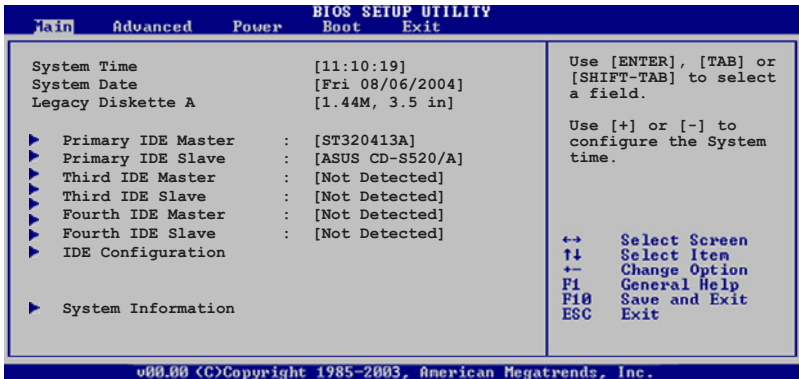 BIOS SETUP UTILITY
Main Advanced Power Boot Exit
System Time [11:10:19]
System Date [Fri 08/06/2004]
Legacy Diskette A [1.44M, 3.5 in]
Primary IDE Master : [ST320413A]
Primary IDE Slave : [ASUS CD-S520/A]
Third IDE Master : [Not Detected]
Third IDE Slave : [Not Detected]
Fourth IDE Master : [Not Detected]
Fourth IDE Slave : [Not Detected]
IDE Configuration
System Information
Use [ENTER], [TAB] or
[SHIFT-TAB] to select
a field.
Use [+] or [-] to
configure the System
time.
↔ Select Screen
↑↓ Select Item
+- Change Option
F1 General Help
F10 Save and Exit
ESC Exit
v00.00 (C)Copyright 1985-2003, American Megatrends, Inc.